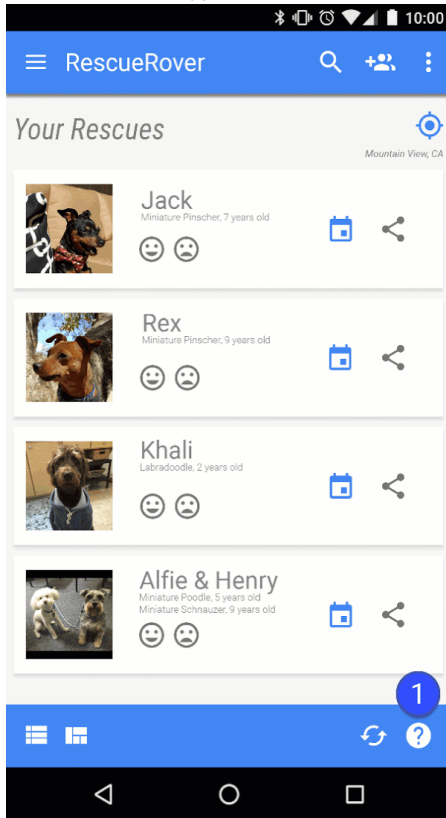 10:00
RescueRover
Your Rescues
Mountain View, CA
Jack
Miniature Pinscher, 7 years old
Rex
Miniature Pinscher, 9 years old
Khali
Labradoodle, 2 years old
Alfie & Henry
Miniature Poodle, 5 years old
Miniature Schnauzer, 9 years old
1
?